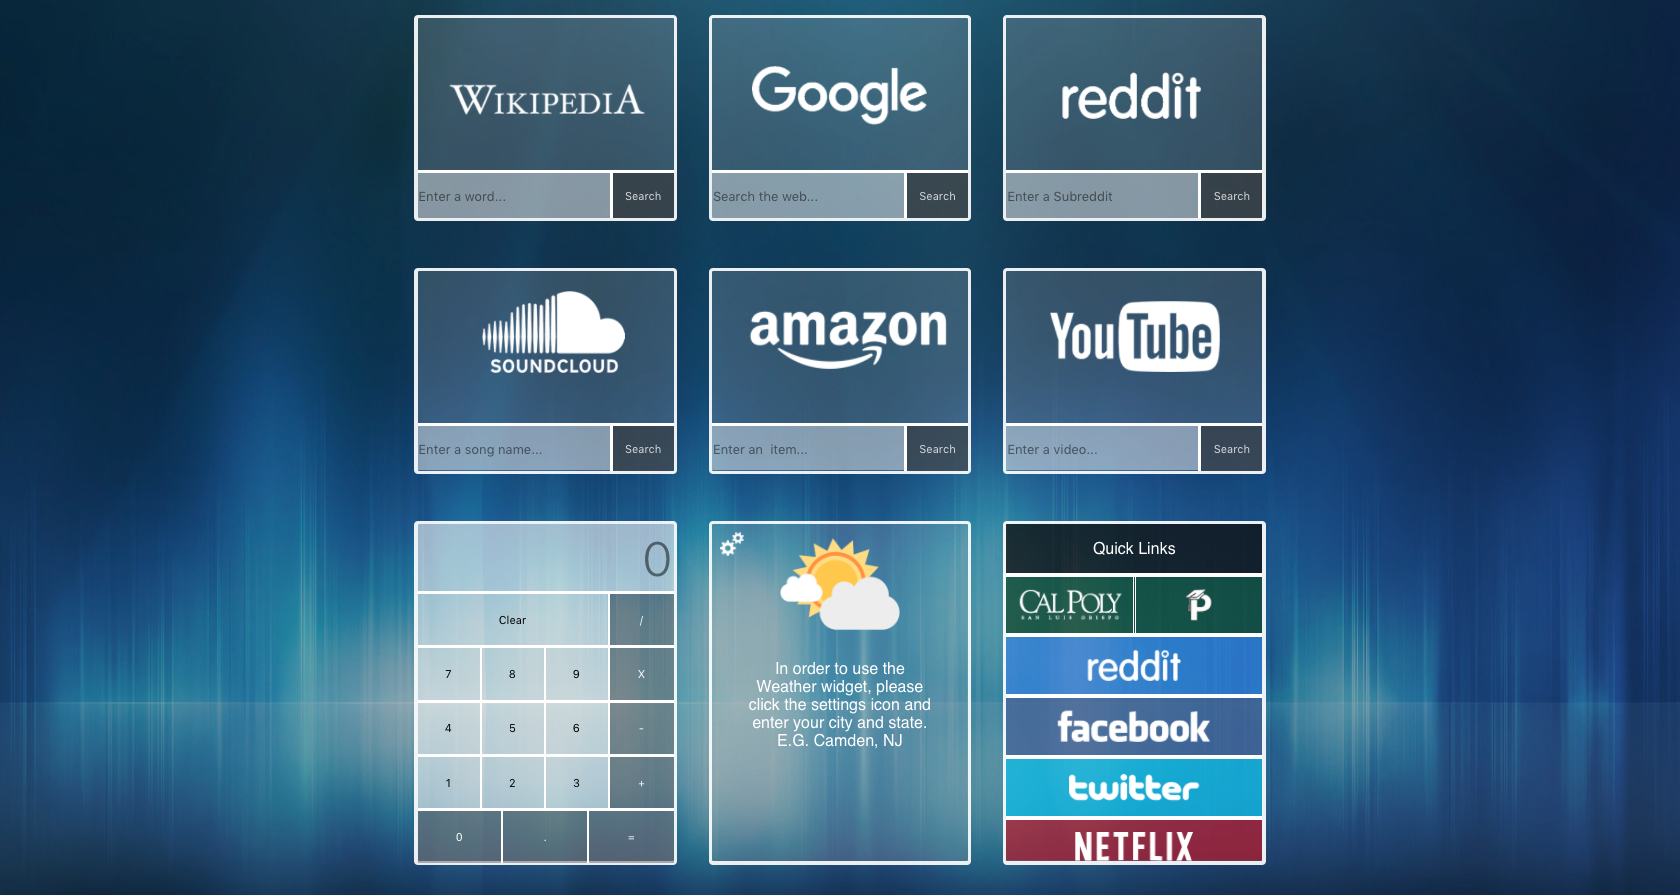 WIKIPEDIA
Enter a word...
Search
Google
Search the web...
Search
reddit
Enter a Subreddit
Search
SOUNDCLOUD
Enter a song name...
Search
amazon
Enter an  item...
Search
YouTube
Enter a video...
Search
0
Clear
/
7
8
9
X
4
5
6
-
1
2
3
+
0
.
=
In order to use the
Weather widget, please
click the settings icon and
enter your city and state.
E.G. Camden, NJ
Quick Links
CAL POLY
SAN LUIS OBISPO
P
reddit
facebook
twitter
NETFLIX